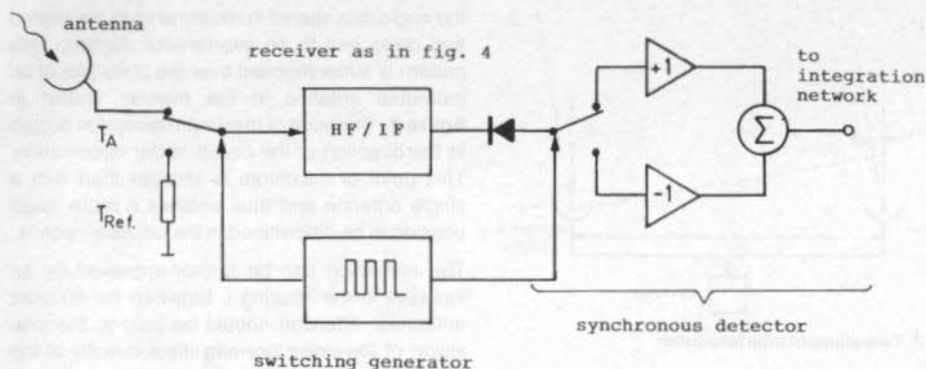 antenna
receiver as in fig. 4
to
integration
network
+1
T_A
HF/IF
Σ
T_Ref.
-1
synchronous detector
switching generator